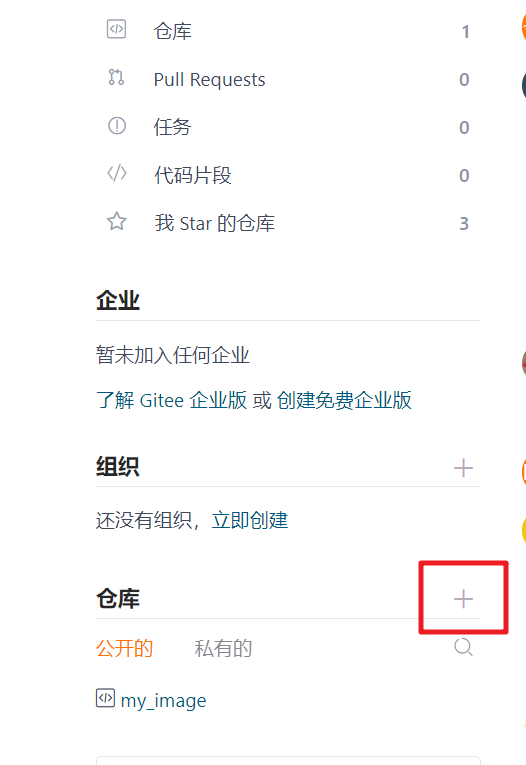 仓库 1
Pull Requests 0
任务 0
代码片段 0
我 Star 的仓库 3
企业
暂未加入任何企业
了解 Gitee 企业版 或 创建免费企业版
组织
还没有组织，立即创建
仓库
公开的 私有的
my_image